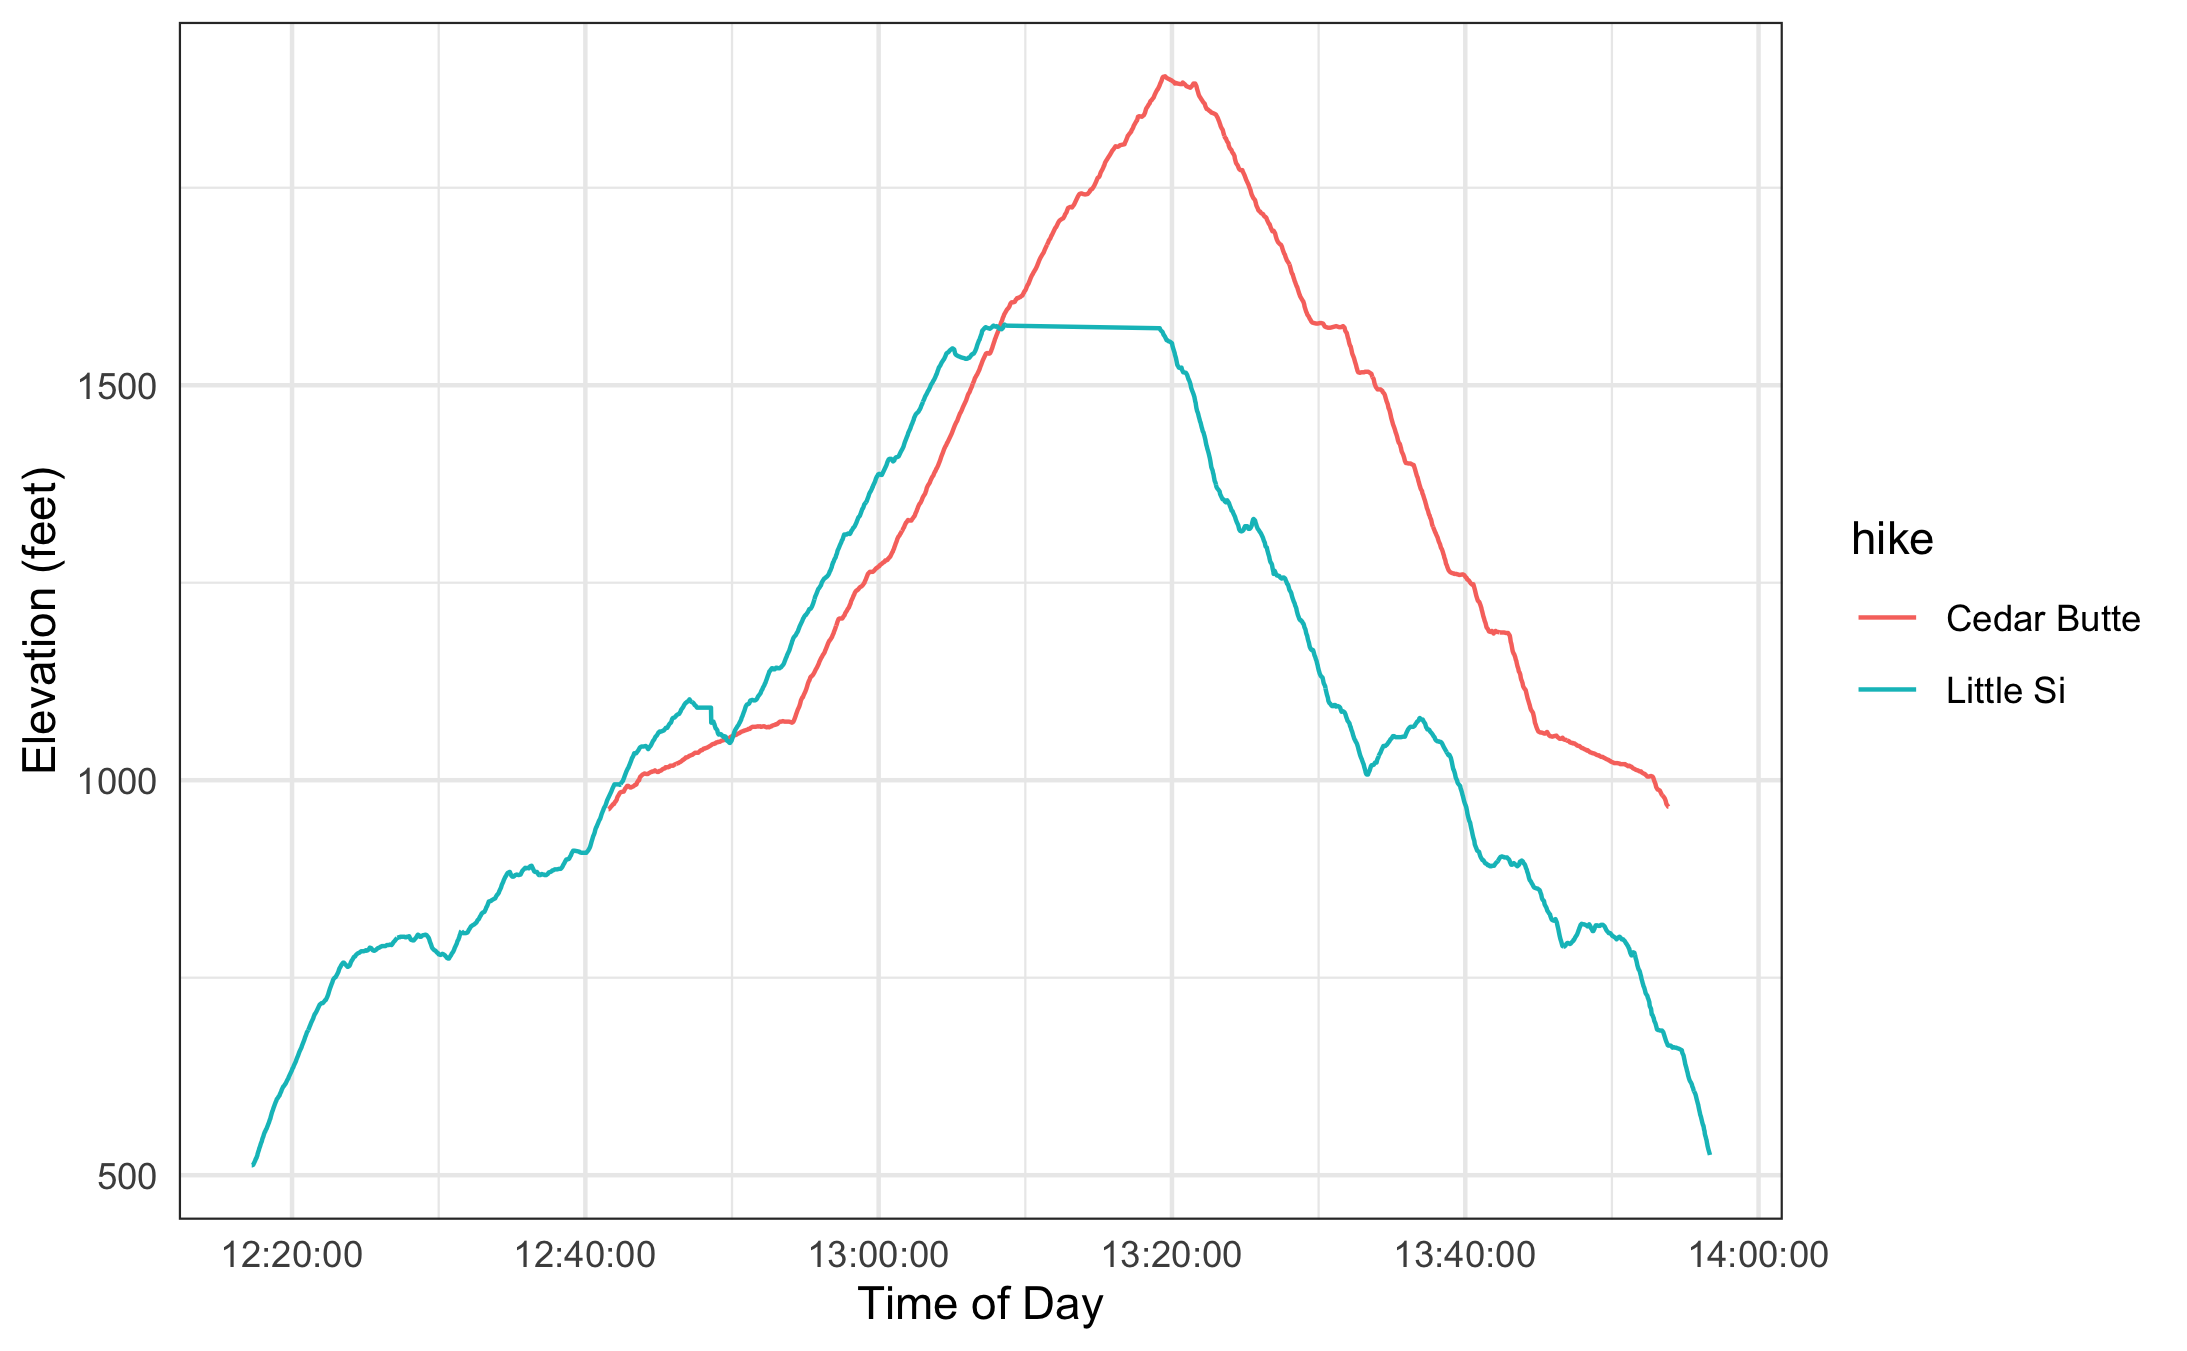 Elevation (feet)
1500
1000
500
12:20:00
12:40:00
13:00:00
13:20:00
13:40:00
14:00:00
Time of Day
hike
Cedar Butte
Little Si